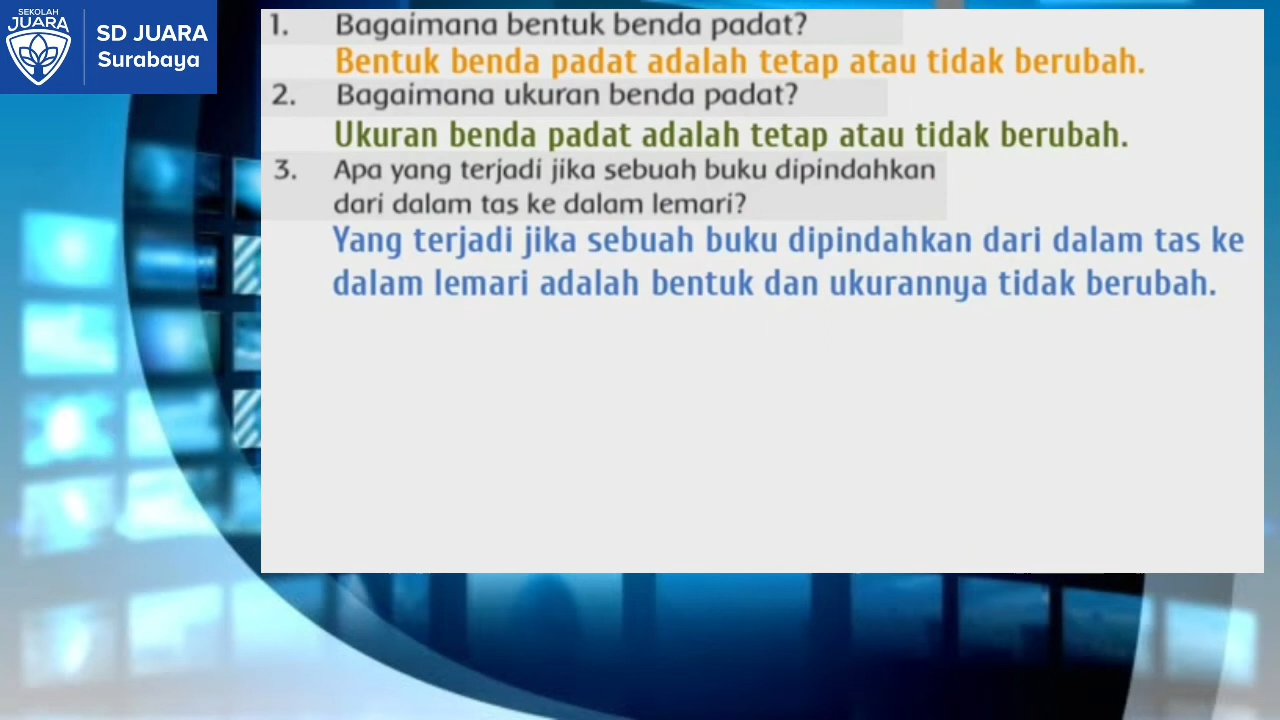 SEKOLAH
JUARA
SD JUARA
Surabaya
1. Bagaimana bentuk benda padat?
Bentuk benda padat adalah tetap atau tidak berubah.
2. Bagaimana ukuran benda padat?
Ukuran benda padat adalah tetap atau tidak berubah.
3. Apa yang terjadi jika sebuah buku dipindahkan
dari dalam tas ke dalam lemari?
Yang terjadi jika sebuah buku dipindahkan dari dalam tas ke
dalam lemari adalah bentuk dan ukurannya tidak berubah.